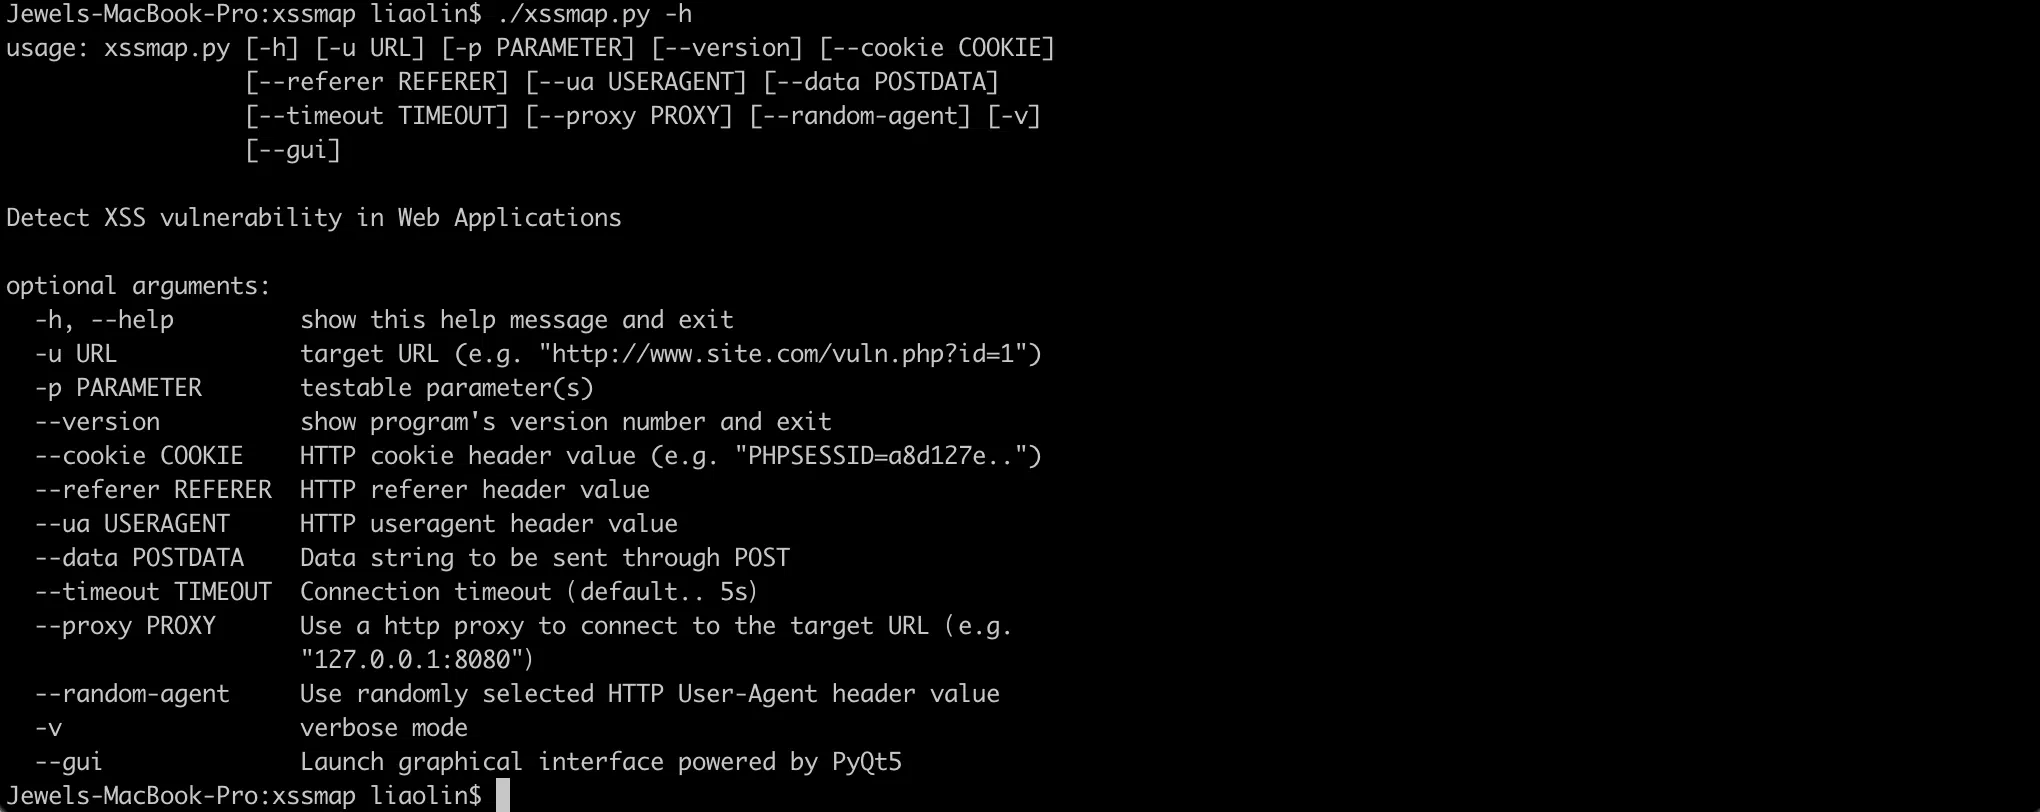 Jewels-MacBook-Pro:xssmap liaolin$ ./xssmap.py -h
usage: xssmap.py [-h] [-u URL] [-p PARAMETER] [--version] [--cookie COOKIE]
                 [--referer REFERER] [--ua USERAGENT] [--data POSTDATA]
                 [--timeout TIMEOUT] [--proxy PROXY] [--random-agent] [-v]
                 [--gui]

Detect XSS vulnerability in Web Applications

optional arguments:
  -h, --help         show this help message and exit
  -u URL             target URL (e.g. "http://www.site.com/vuln.php?id=1")
  -p PARAMETER       testable parameter(s)
  --version          show program's version number and exit
  --cookie COOKIE    HTTP cookie header value (e.g. "PHPSESSID=a8d127e..")
  --referer REFERER  HTTP referer header value
  --ua USERAGENT     HTTP useragent header value
  --data POSTDATA    Data string to be sent through POST
  --timeout TIMEOUT  Connection timeout (default.. 5s)
  --proxy PROXY      Use a http proxy to connect to the target URL (e.g.
                     "127.0.0.1:8080")
  --random-agent     Use randomly selected HTTP User-Agent header value
  -v                 verbose mode
  --gui              Launch graphical interface powered by PyQt5
Jewels-MacBook-Pro:xssmap liaolin$